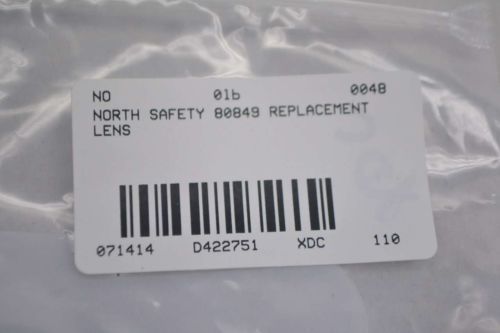 NO 01b 0048
NORTH SAFETY 80849 REPLACEMENT
LENS
071414 D422751 XDC 110